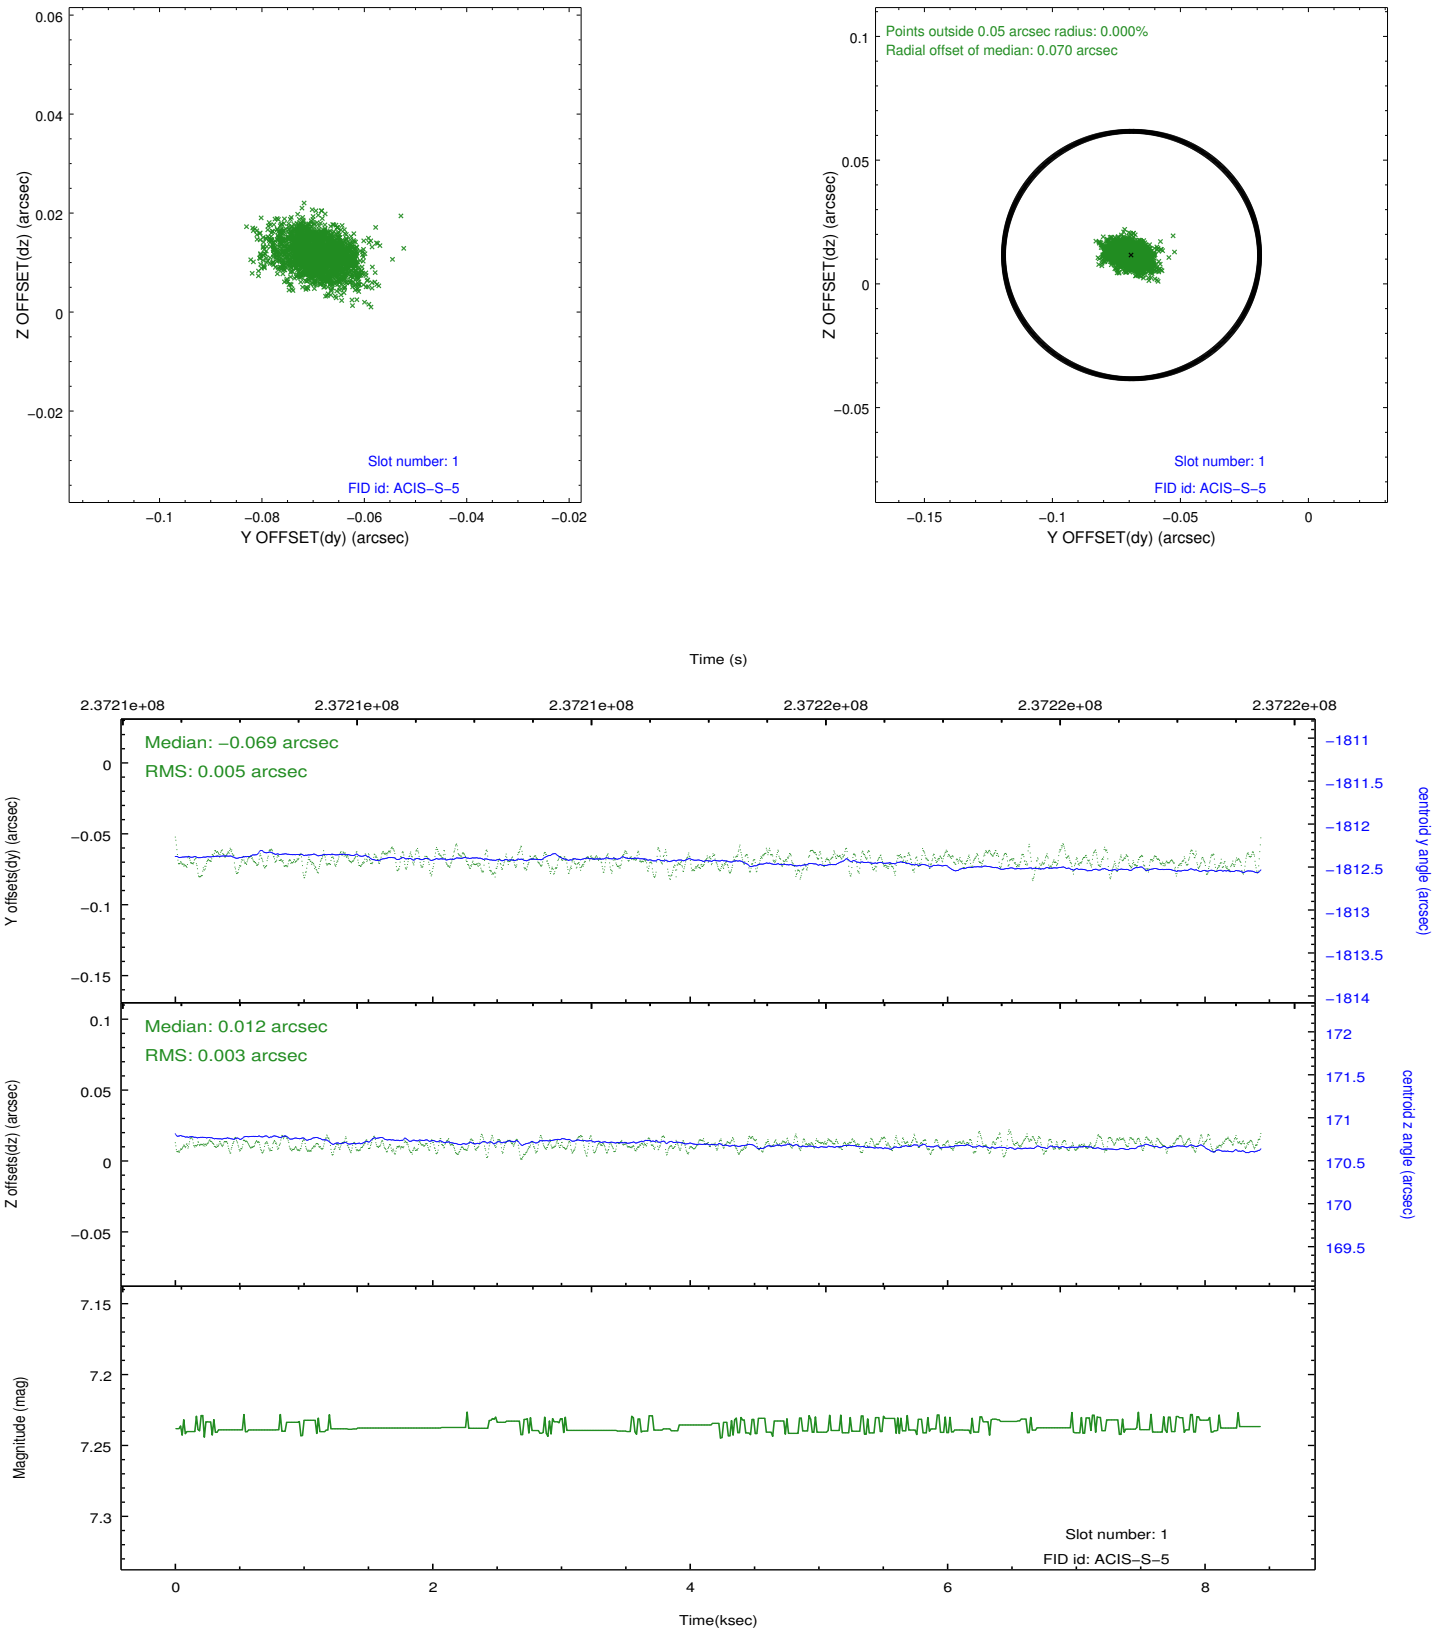 0.06
0.04
0.02
0
−0.02
Z OFFSET(dz) (arcsec)
Slot number: 1
FID id: ACIS−S−5
−0.1
−0.08
−0.06
−0.04
−0.02
Y OFFSET(dy) (arcsec)
Points outside 0.05 arcsec radius: 0.000%
Radial offset of median: 0.070 arcsec
0.1
0.05
0
−0.05
Z OFFSET(dz) (arcsec)
Slot number: 1
FID id: ACIS−S−5
−0.15
−0.1
−0.05
0
Y OFFSET(dy) (arcsec)
Time (s)
2.3721e+08
2.3721e+08
2.3721e+08
2.3722e+08
2.3722e+08
2.3722e+08
Median: −0.069 arcsec
RMS: 0.005 arcsec
0
−0.05
−0.1
−0.15
Y offsets(dy) (arcsec)
−1811
−1811.5
−1812
−1812.5
−1813
−1813.5
−1814
centroid y angle (arcsec)
Median: 0.012 arcsec
RMS: 0.003 arcsec
0.1
0.05
0
−0.05
Z offsets(dz) (arcsec)
172
171.5
171
170.5
170
169.5
centroid z angle (arcsec)
7.15
7.2
7.25
7.3
Magnitude (mag)
Slot number: 1
FID id: ACIS−S−5
0
2
4
6
8
Time(ksec)